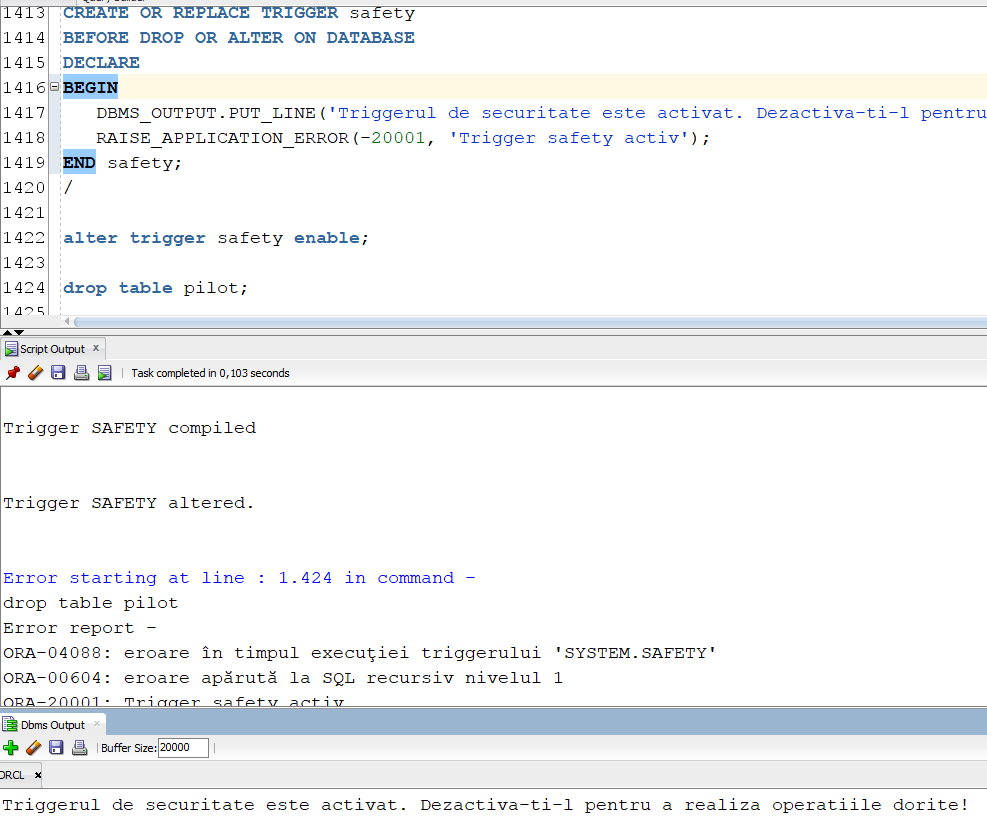 1413 CREATE OR REPLACE TRIGGER safety
1414 BEFORE DROP OR ALTER ON DATABASE
1415 DECLARE
1416 BEGIN
1417 DBMS_OUTPUT.PUT_LINE('Triggerul de securitate este activat. Dezactiva-ti-l pentru
1418 RAISE_APPLICATION_ERROR(-20001, 'Trigger safety activ');
1419 END safety;
1420 /
1421
1422 alter trigger safety enable;
1423
1424 drop table pilot;
1425
Script Output x
Task completed in 0,103 seconds
Trigger SAFETY compiled
Trigger SAFETY altered.
Error starting at line : 1.424 in command -
drop table pilot
Error report -
ORA-04088: eroare în timpul execuţiei triggerului 'SYSTEM.SAFETY'
ORA-00604: eroare apărută la SQL recursiv nivelul 1
ORA-20001: Trigger safety activ
Dbms Output x
Buffer Size: 20000
ORCL x
Triggerul de securitate este activat. Dezactiva-ti-l pentru a realiza operatiile dorite!